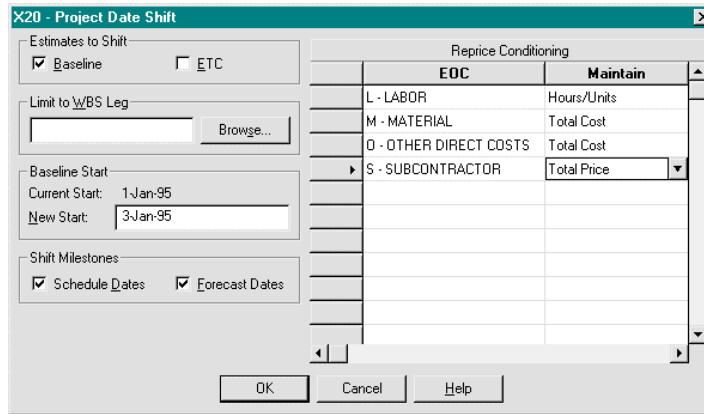 X20 - Project Date Shift
Estimates to Shift
Baseline ETC
Limit to WBS Leg
Browse...
Baseline Start
Current Start: 1-Jan-95
New Start: 3-Jan-95
Shift Milestones
Schedule Dates Forecast Dates
Reprice Conditioning
EOC Maintain
L - LABOR Hours/Units
M - MATERIAL Total Cost
O - OTHER DIRECT COSTS Total Cost
S - SUBCONTRACTOR Total Price
OK Cancel Help